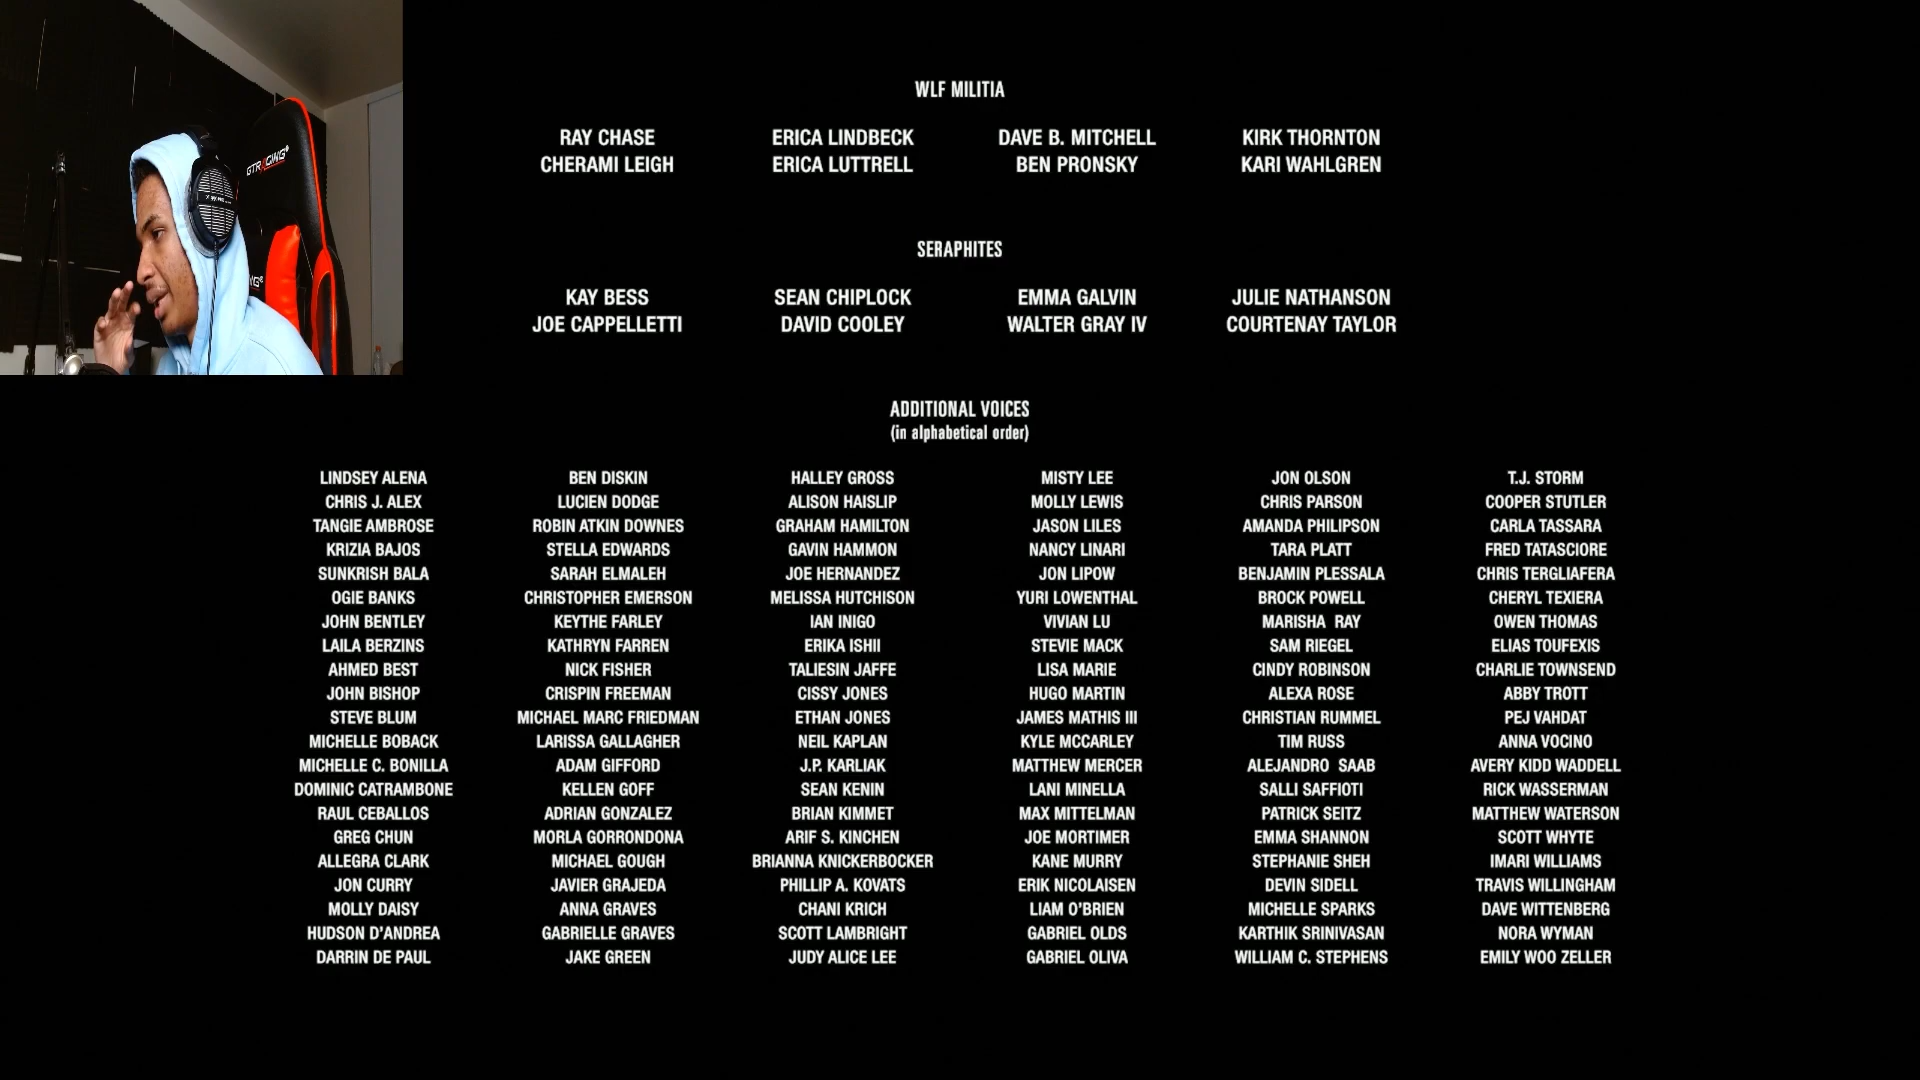 GTRACING
WLF MILITIA
RAY CHASE ERICA LINDBECK DAVE B. MITCHELL KIRK THORNTON
CHERAMI LEIGH ERICA LUTTRELL BEN PRONSKY KARI WAHLGREN
SERAPHITES
KAY BESS SEAN CHIPLOCK EMMA GALVIN JULIE NATHANSON
JOE CAPPELLETTI DAVID COOLEY WALTER GRAY IV COURTENAY TAYLOR
ADDITIONAL VOICES
(in alphabetical order)
LINDSEY ALENA BEN DISKIN HALLEY GROSS MISTY LEE JON OLSON T.J. STORM
CHRIS J. ALEX LUCIEN DODGE ALISON HAISLIP MOLLY LEWIS CHRIS PARSON COOPER STUTLER
TANGIE AMBROSE ROBIN ATKIN DOWNES GRAHAM HAMILTON JASON LILES AMANDA PHILIPSON CARLA TASSARA
KRIZIA BAJOS STELLA EDWARDS GAVIN HAMMON NANCY LINARI TARA PLATT FRED TATASCIORE
SUNKRISH BALA SARAH ELMALEH JOE HERNANDEZ JON LIPOW BENJAMIN PLESSALA CHRIS TERGLIAFERA
OGIE BANKS CHRISTOPHER EMERSON MELISSA HUTCHISON YURI LOWENTHAL BROCK POWELL CHERYL TEXIERA
JOHN BENTLEY KEYTHE FARLEY IAN INIGO VIVIAN LU MARISHA RAY OWEN THOMAS
LAILA BERZINS KATHRYN FARREN ERIKA ISHII STEVIE MACK SAM RIEGEL ELIAS TOUFEXIS
AHMED BEST NICK FISHER TALIESIN JAFFE LISA MARIE CINDY ROBINSON CHARLIE TOWNSEND
JOHN BISHOP CRISPIN FREEMAN CISSY JONES HUGO MARTIN ALEXA ROSE ABBY TROTT
STEVE BLUM MICHAEL MARC FRIEDMAN ETHAN JONES JAMES MATHIS III CHRISTIAN RUMMEL PEJ VAHDAT
MICHELLE BOBACK LARISSA GALLAGHER NEIL KAPLAN KYLE MCCARLEY TIM RUSS ANNA VOCINO
MICHELLE C. BONILLA ADAM GIFFORD J.P. KARLIAK MATTHEW MERCER ALEJANDRO SAAB AVERY KIDD WADDELL
DOMINIC CATRAMBONE KELLEN GOFF SEAN KENIN LANI MINELLA SALLI SAFFIOTI RICK WASSERMAN
RAUL CEBALLOS ADRIAN GONZALEZ BRIAN KIMMET MAX MITTELMAN PATRICK SEITZ MATTHEW WATERSON
GREG CHUN MORLA GORRONDONA ARIF S. KINCHEN JOE MORTIMER EMMA SHANNON SCOTT WHYTE
ALLEGRA CLARK MICHAEL GOUGH BRIANNA KNICKERBOCKER KANE MURRY STEPHANIE SHEH IMARI WILLIAMS
JON CURRY JAVIER GRAJEDA PHILLIP A. KOVATS ERIK NICOLAISEN DEVIN SIDELL TRAVIS WILLINGHAM
MOLLY DAISY ANNA GRAVES CHANI KRICH LIAM O'BRIEN MICHELLE SPARKS DAVE WITTENBERG
HUDSON D'ANDREA GABRIELLE GRAVES SCOTT LAMBRIGHT GABRIEL OLDS KARTHIK SRINIVASAN NORA WYMAN
DARRIN DE PAUL JAKE GREEN JUDY ALICE LEE GABRIEL OLIVA WILLIAM C. STEPHENS EMILY WOO ZELLER